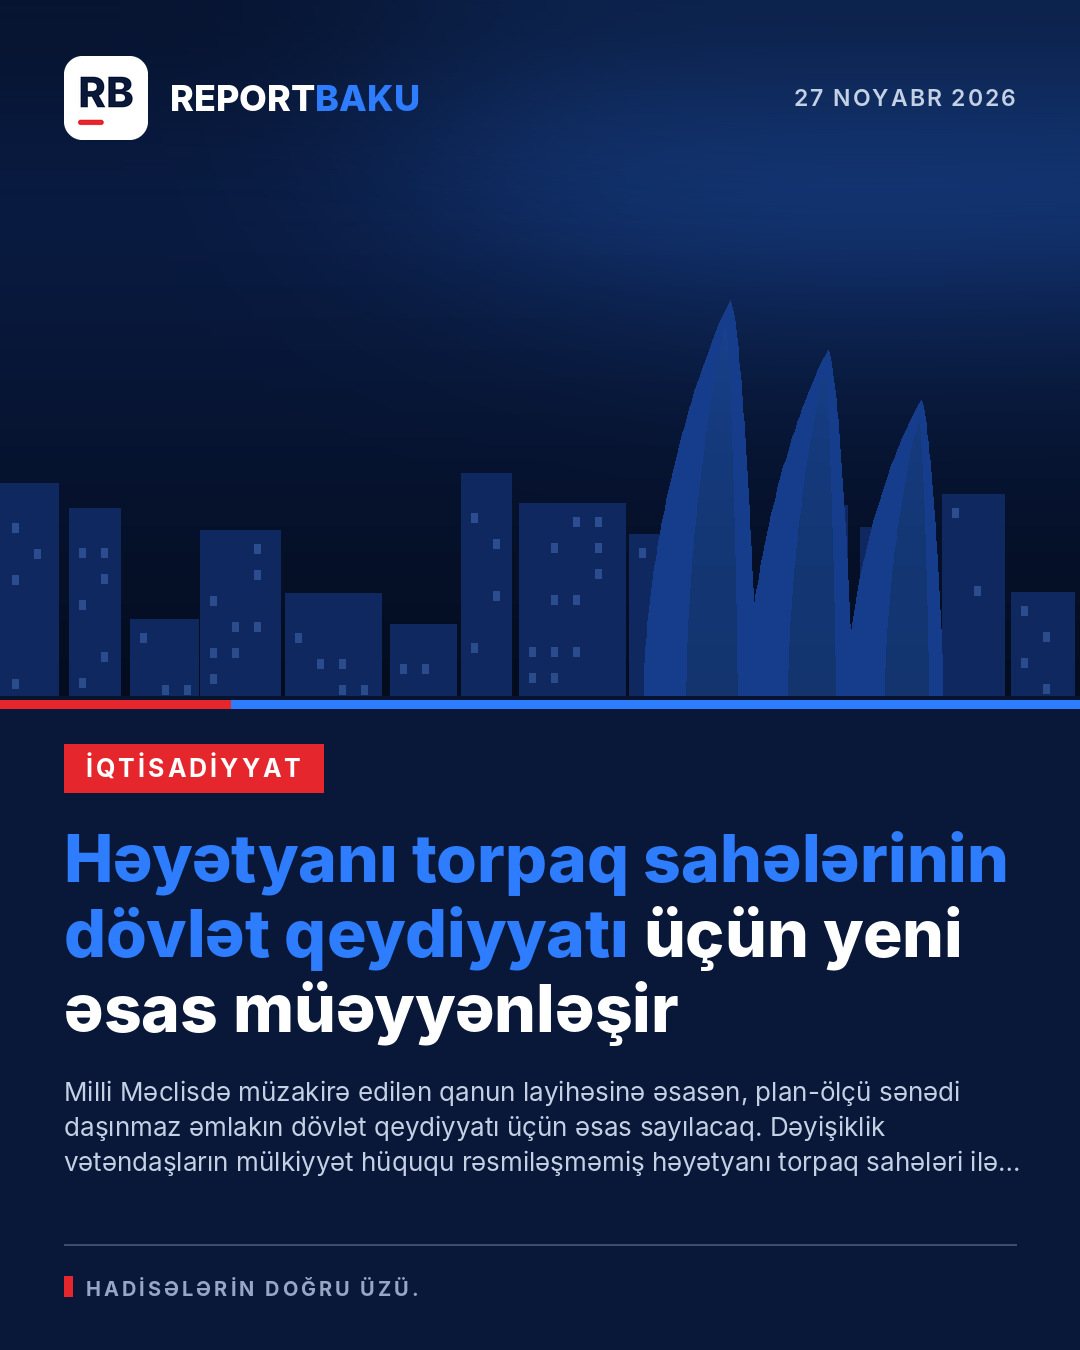 RB
REPORTBAKU
27 NOYABR 2026
İQTİSADİYYAT
Həyətyanı torpaq sahələrinin
dövlət qeydiyyatı üçün yeni
əsas müəyyənləşir
Milli Məclisdə müzakirə edilən qanun layihəsinə əsasən, plan-ölçü sənədi
daşınmaz əmlakın dövlət qeydiyyatı üçün əsas sayılacaq. Dəyişiklik
vətəndaşların mülkiyyət hüququ rəsmiləşməmiş həyətyanı torpaq sahələri ilə...
HADİSƏLƏRİN DOĞRU ÜZÜ.